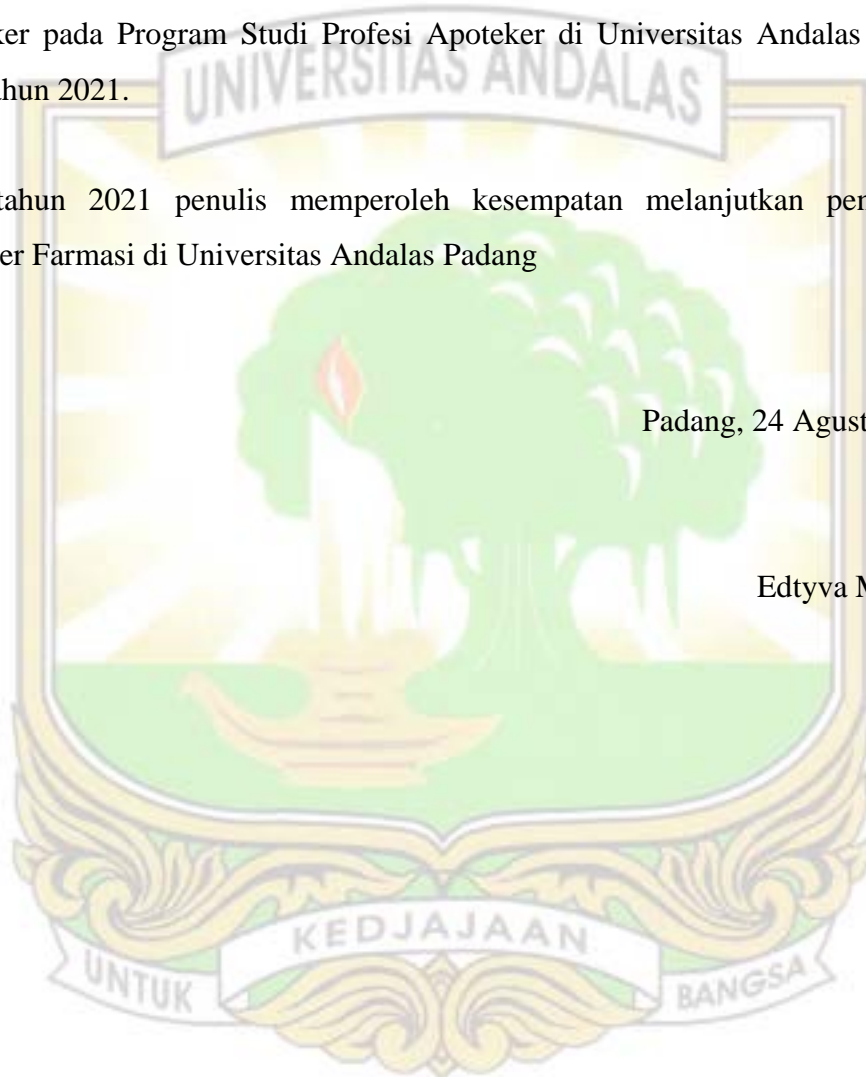 ker pada Program Studi Profesi Apoteker di Universitas Andalas
ahun 2021.
UNIVERSITAS ANDALAS
tahun 2021 penulis memperoleh kesempatan melanjutkan pen
er Farmasi di Universitas Andalas Padang
Padang, 24 Agust
Edtyva M
KEDJAJAAN
UNTUK BANGSA